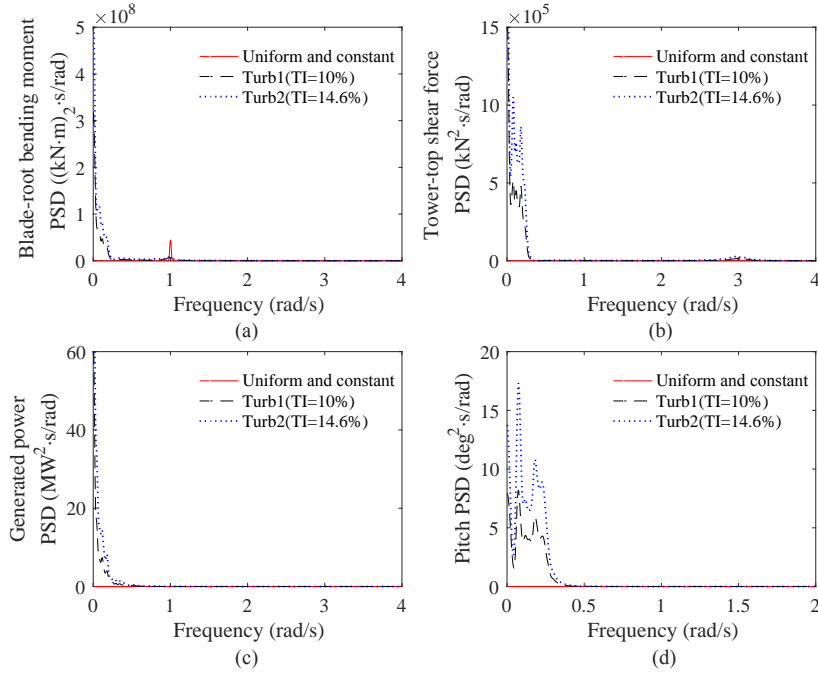 ×10^8
5
4
3
2
1
0
0 1 2 3 4
Blade-root bending moment
PSD ((kN·m)_2·s/rad)
Uniform and constant
Turb1(TI=10%)
Turb2(TI=14.6%)
Frequency (rad/s)
(a)
×10^5
15
10
5
0
0 1 2 3 4
Tower-top shear force
PSD (kN^2·s/rad)
Uniform and constant
Turb1(TI=10%)
Turb2(TI=14.6%)
Frequency (rad/s)
(b)
60
40
20
0
0 1 2 3 4
Generated power
PSD (MW^2·s/rad)
Uniform and constant
Turb1(TI=10%)
Turb2(TI=14.6%)
Frequency (rad/s)
(c)
20
15
10
5
0
0 0.5 1 1.5 2
Pitch PSD (deg^2·s/rad)
Uniform and constant
Turb1(TI=10%)
Turb2(TI=14.6%)
Frequency (rad/s)
(d)